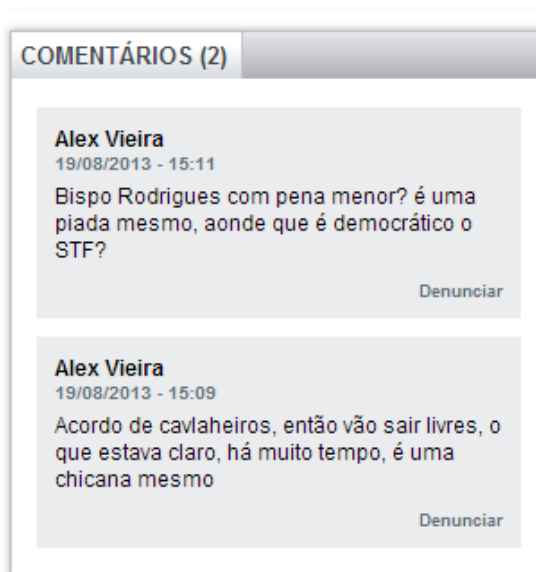 COMENTÁRIOS (2)
Alex Vieira
19/08/2013 - 15:11
Bispo Rodrigues com pena menor? é uma
piada mesmo, aonde que é democrático o
STF?
Denunciar
Alex Vieira
19/08/2013 - 15:09
Acordo de cavlaheiros, então vão sair livres, o
que estava claro, há muito tempo, é uma
chicana mesmo
Denunciar